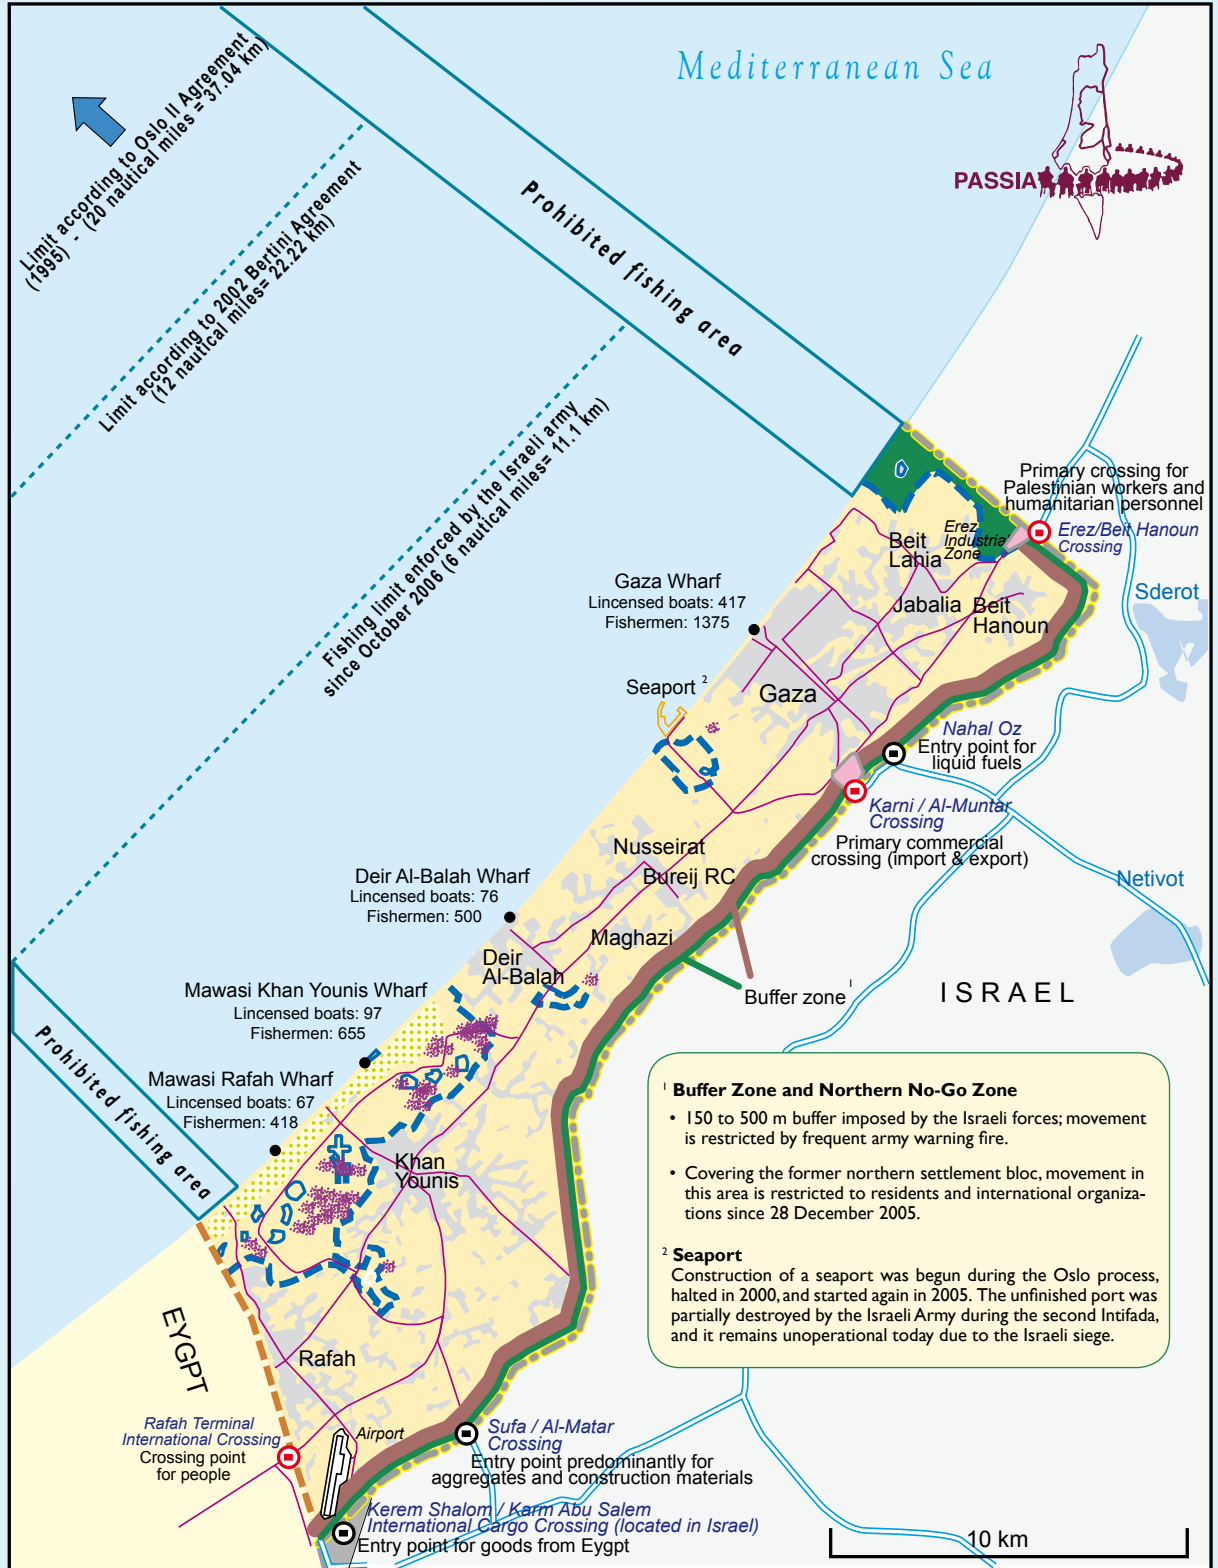 Mediterranean Sea
PASSIA
Limit according to Oslo II Agreement
(1995) - (20 nautical miles = 37.04 km)
Limit according to 2002 Bertini Agreement
(12 nautical miles= 22.22 km)
Fishing limit enforced by the Israeli army
since October 2006 (6 nautical miles= 11.1 km)
Prohibited fishing area
Primary crossing for
Palestinian workers and
humanitarian personnel
Erez/Beit Hanoun
Crossing
Erez
Industrial
Zone
Beit
Lahia
Jabalia
Beit
Hanoun
Sderot
Gaza Wharf
Lincensed boats: 417
Fishermen: 1375
Seaport 2
Gaza
Nahal Oz
Entry point for
liquid fuels
Karni / Al-Muntar
Crossing
Primary commercial
crossing (import & export)
Netivot
Nusseirat
Bureij RC
Deir Al-Balah Wharf
Lincensed boats: 76
Fishermen: 500
Maghazi
Deir
Al-Balah
Buffer zone 1
ISRAEL
Mawasi Khan Younis Wharf
Lincensed boats: 97
Fishermen: 655
Mawasi Rafah Wharf
Lincensed boats: 67
Fishermen: 418
Prohibited fishing area
Khan
Younis
1 Buffer Zone and Northern No-Go Zone
• 150 to 500 m buffer imposed by the Israeli forces; movement
is restricted by frequent army warning fire.
• Covering the former northern settlement bloc, movement in
this area is restricted to residents and international organiza-
tions since 28 December 2005.
2 Seaport
Construction of a seaport was begun during the Oslo process,
halted in 2000, and started again in 2005. The unfinished port was
partially destroyed by the Israeli Army during the second Intifada,
and it remains unoperational today due to the Israeli siege.
EYGPT
Rafah
Rafah Terminal
International Crossing
Crossing point
for people
Airport
Sufa / Al-Matar
Crossing
Entry point predominantly for
aggregates and construction materials
Kerem Shalom / Karm Abu Salem
International Cargo Crossing (located in Israel)
Entry point for goods from Eygpt
10 km